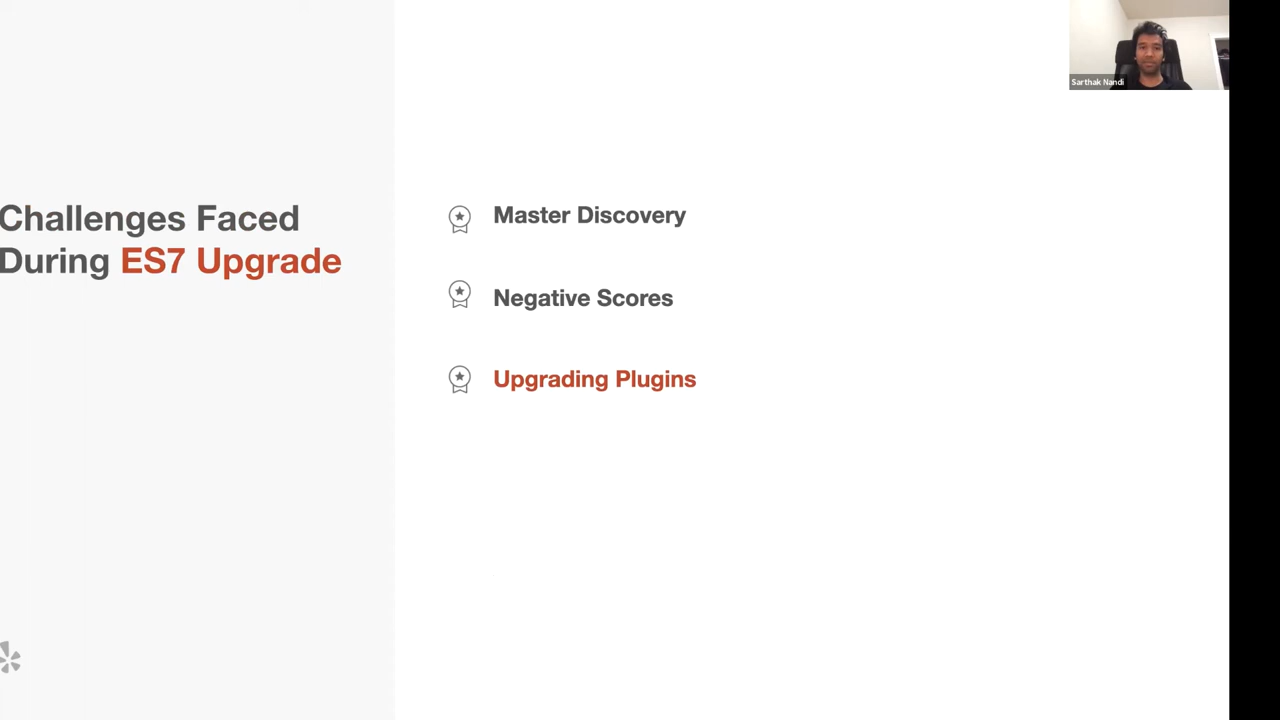 Sarthak Nandi
Challenges Faced
During ES7 Upgrade
Master Discovery
Negative Scores
Upgrading Plugins